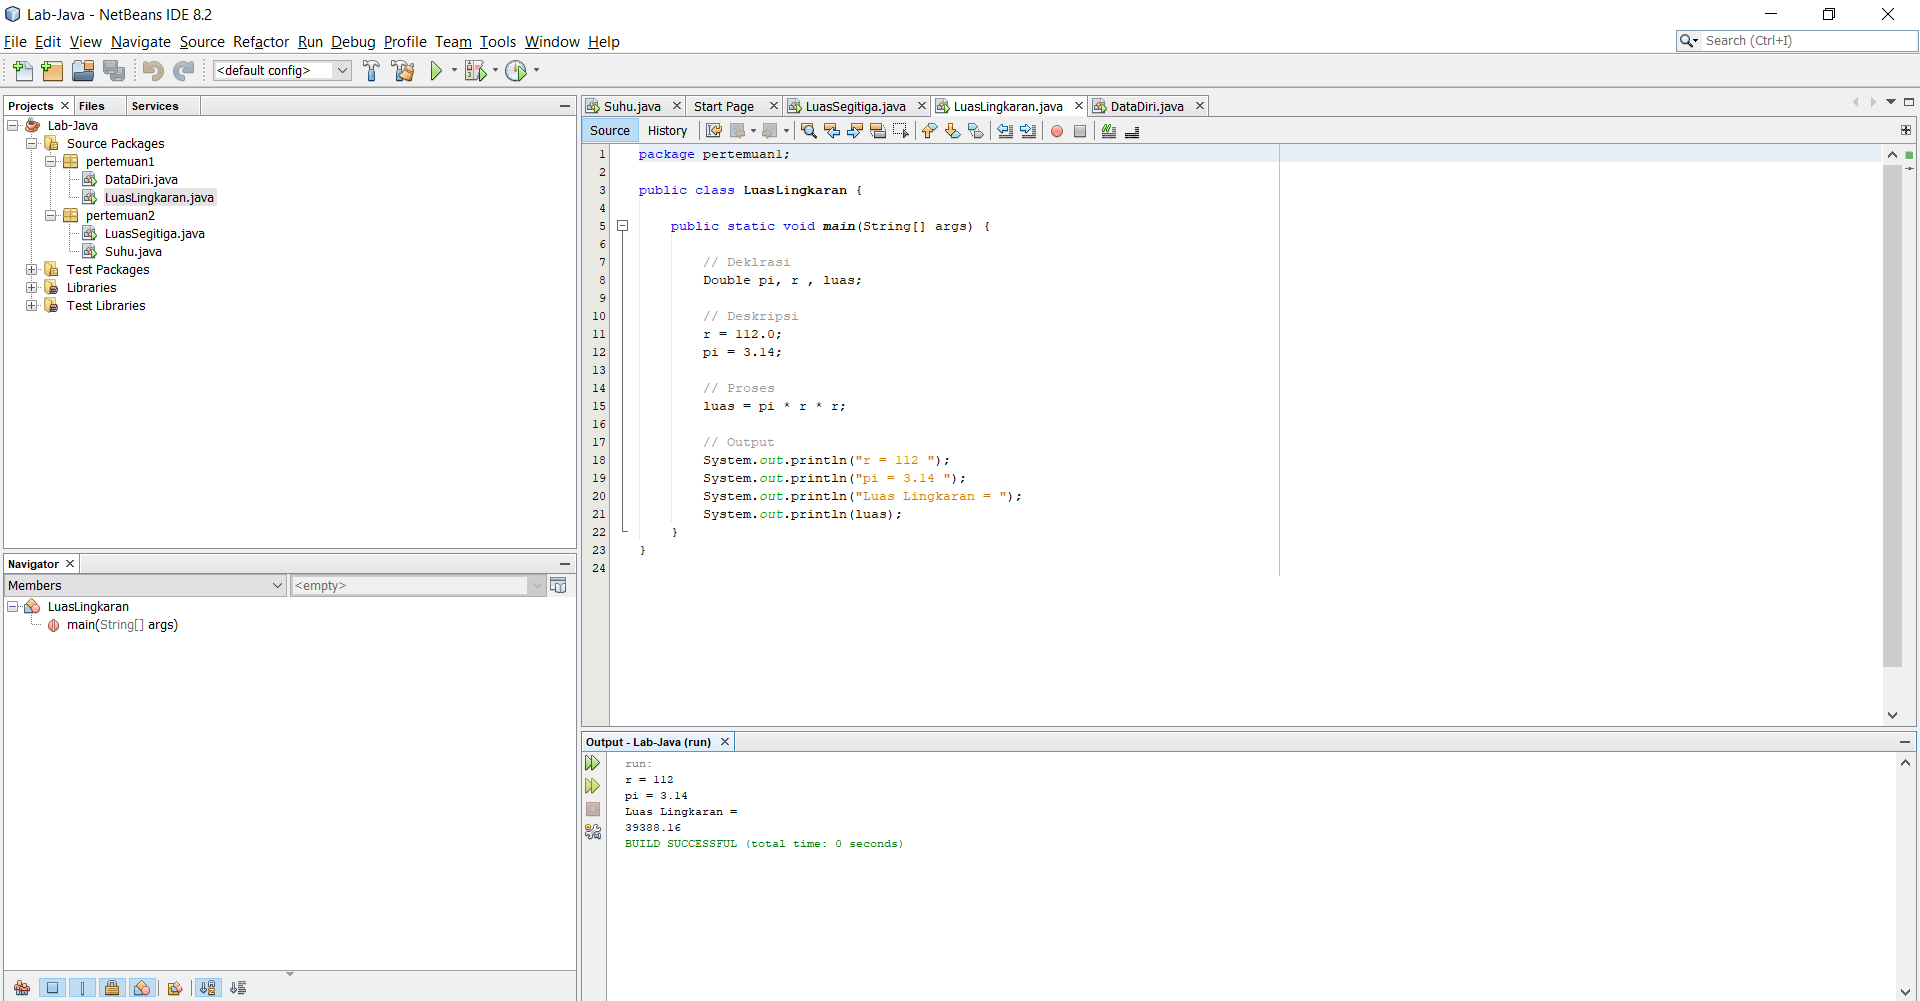 Lab-Java - NetBeans IDE 8.2
File Edit View Navigate Source Refactor Run Debug Profile Team Tools Window Help
Search (Ctrl+I)
<default config>
Projects Files Services
Lab-Java
Source Packages
pertemuan1
DataDiri.java
LuasLingkaran.java
pertemuan2
LuasSegitiga.java
Suhu.java
Test Packages
Libraries
Test Libraries
Navigator
Members <empty>
LuasLingkaran
main(String[] args)
Suhu.java Start Page LuasSegitiga.java LuasLingkaran.java DataDiri.java
Source History
1 package pertemuan1;
2
3 public class LuasLingkaran {
4
5 public static void main(String[] args) {
6
7 // Deklrasi
8 Double pi, r , luas;
9
10 // Deskripsi
11 r = 112.0;
12 pi = 3.14;
13
14 // Proses
15 luas = pi * r * r;
16
17 // Output
18 System.out.println("r = 112 ");
19 System.out.println("pi = 3.14 ");
20 System.out.println("Luas Lingkaran = ");
21 System.out.println(luas);
22 }
23 }
24
Output - Lab-Java (run)
run:
r = 112
pi = 3.14
Luas Lingkaran =
39388.16
BUILD SUCCESSFUL (total time: 0 seconds)